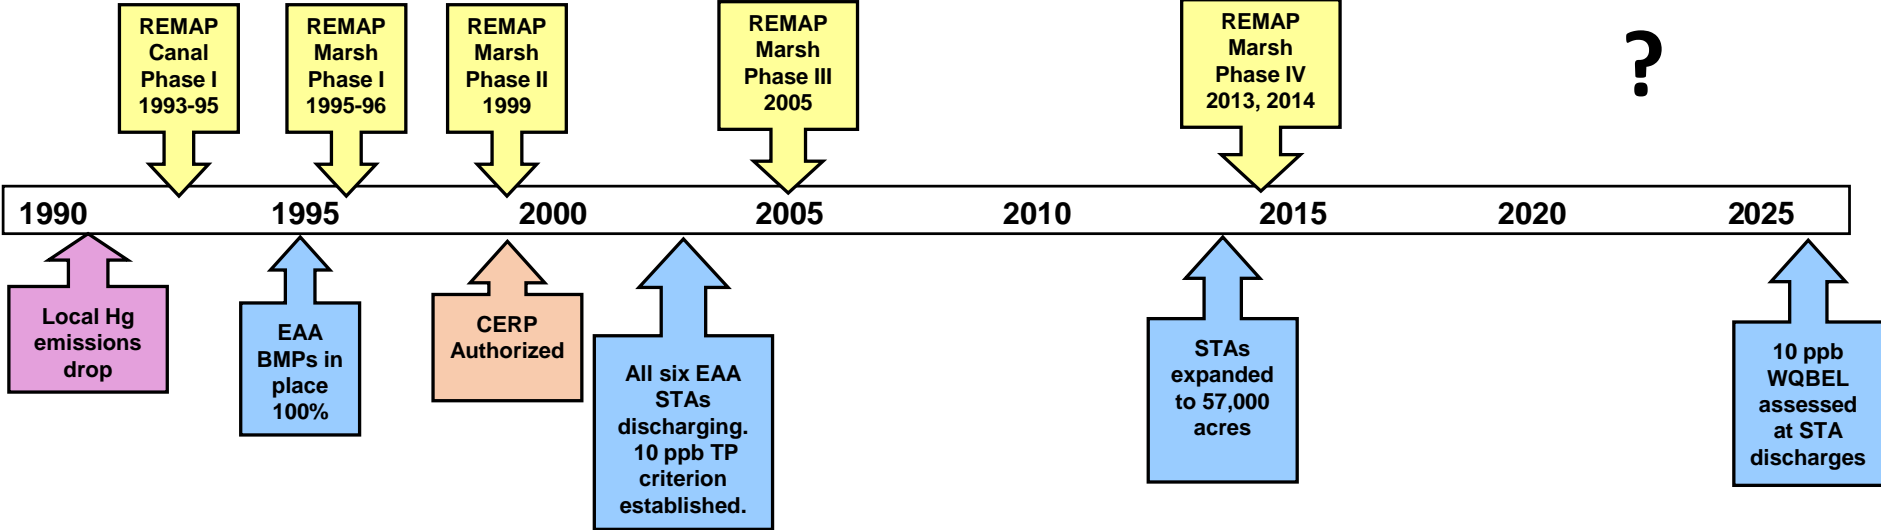 REMAP
Canal
Phase I
1993-95
REMAP
Marsh
Phase I
1995-96
REMAP
Marsh
Phase II
1999
REMAP
Marsh
Phase III
2005
REMAP
Marsh
Phase IV
2013, 2014
?
1990 1995 2000 2005 2010 2015 2020 2025
Local Hg
emissions
drop
EAA
BMPs in
place
100%
CERP
Authorized
All six EAA
STAs
discharging.
10 ppb TP
criterion
established.
STAs
expanded
to 57,000
acres
10 ppb
WQBEL
assessed
at STA
discharges